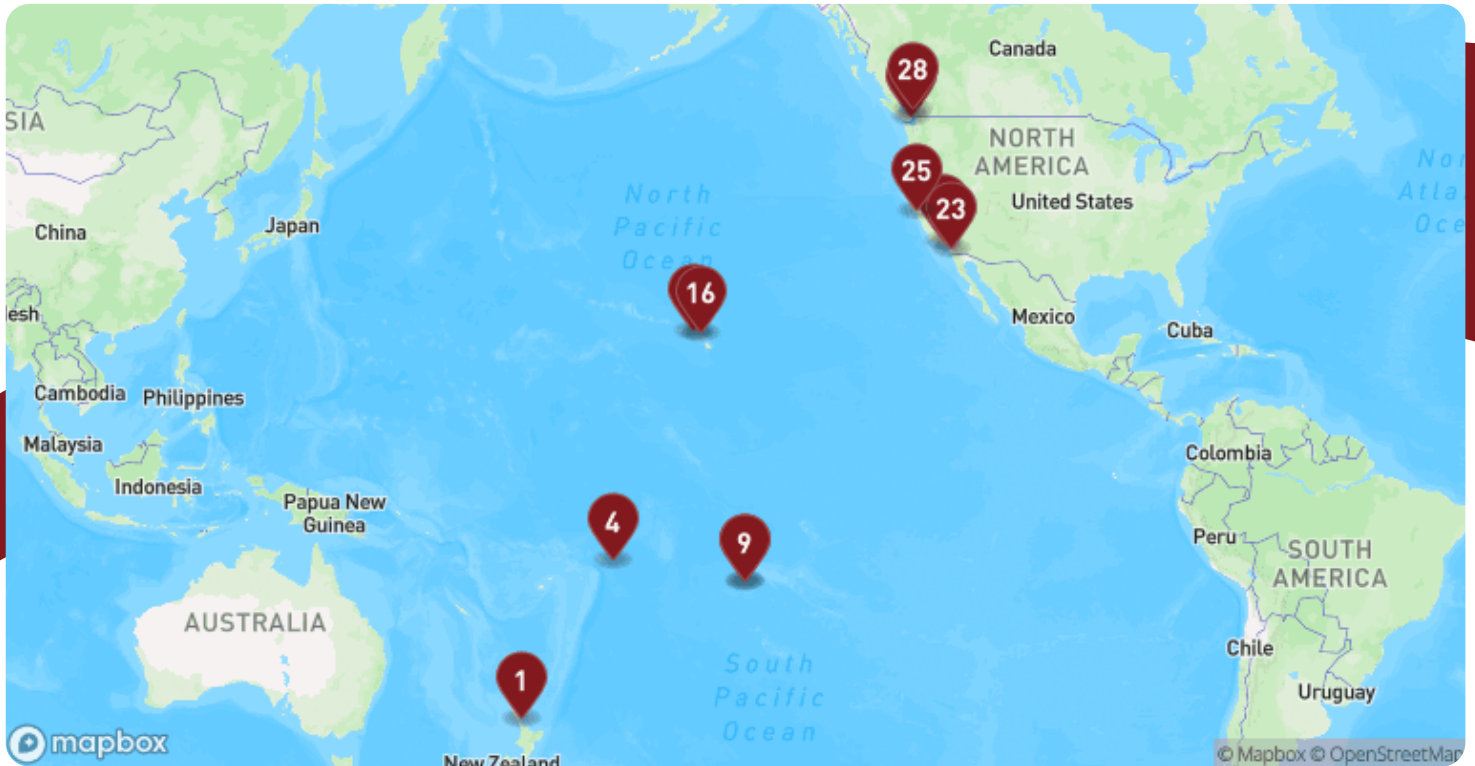 Canada
28
SIA
NORTH
AMERICA
25
United States
23
North
Pacific
Ocean
Japan
China
Nor
Atla
Oce
16
esh
Mexico
Cuba
Cambodia
Philippines
Malaysia
Colombia
Indonesia
Papua New
Guinea
4
9
Peru
SOUTH
AMERICA
AUSTRALIA
Chile
1
South
Pacific
Ocean
Uruguay
mapbox
New Zealand
© Mapbox © OpenStreetMap